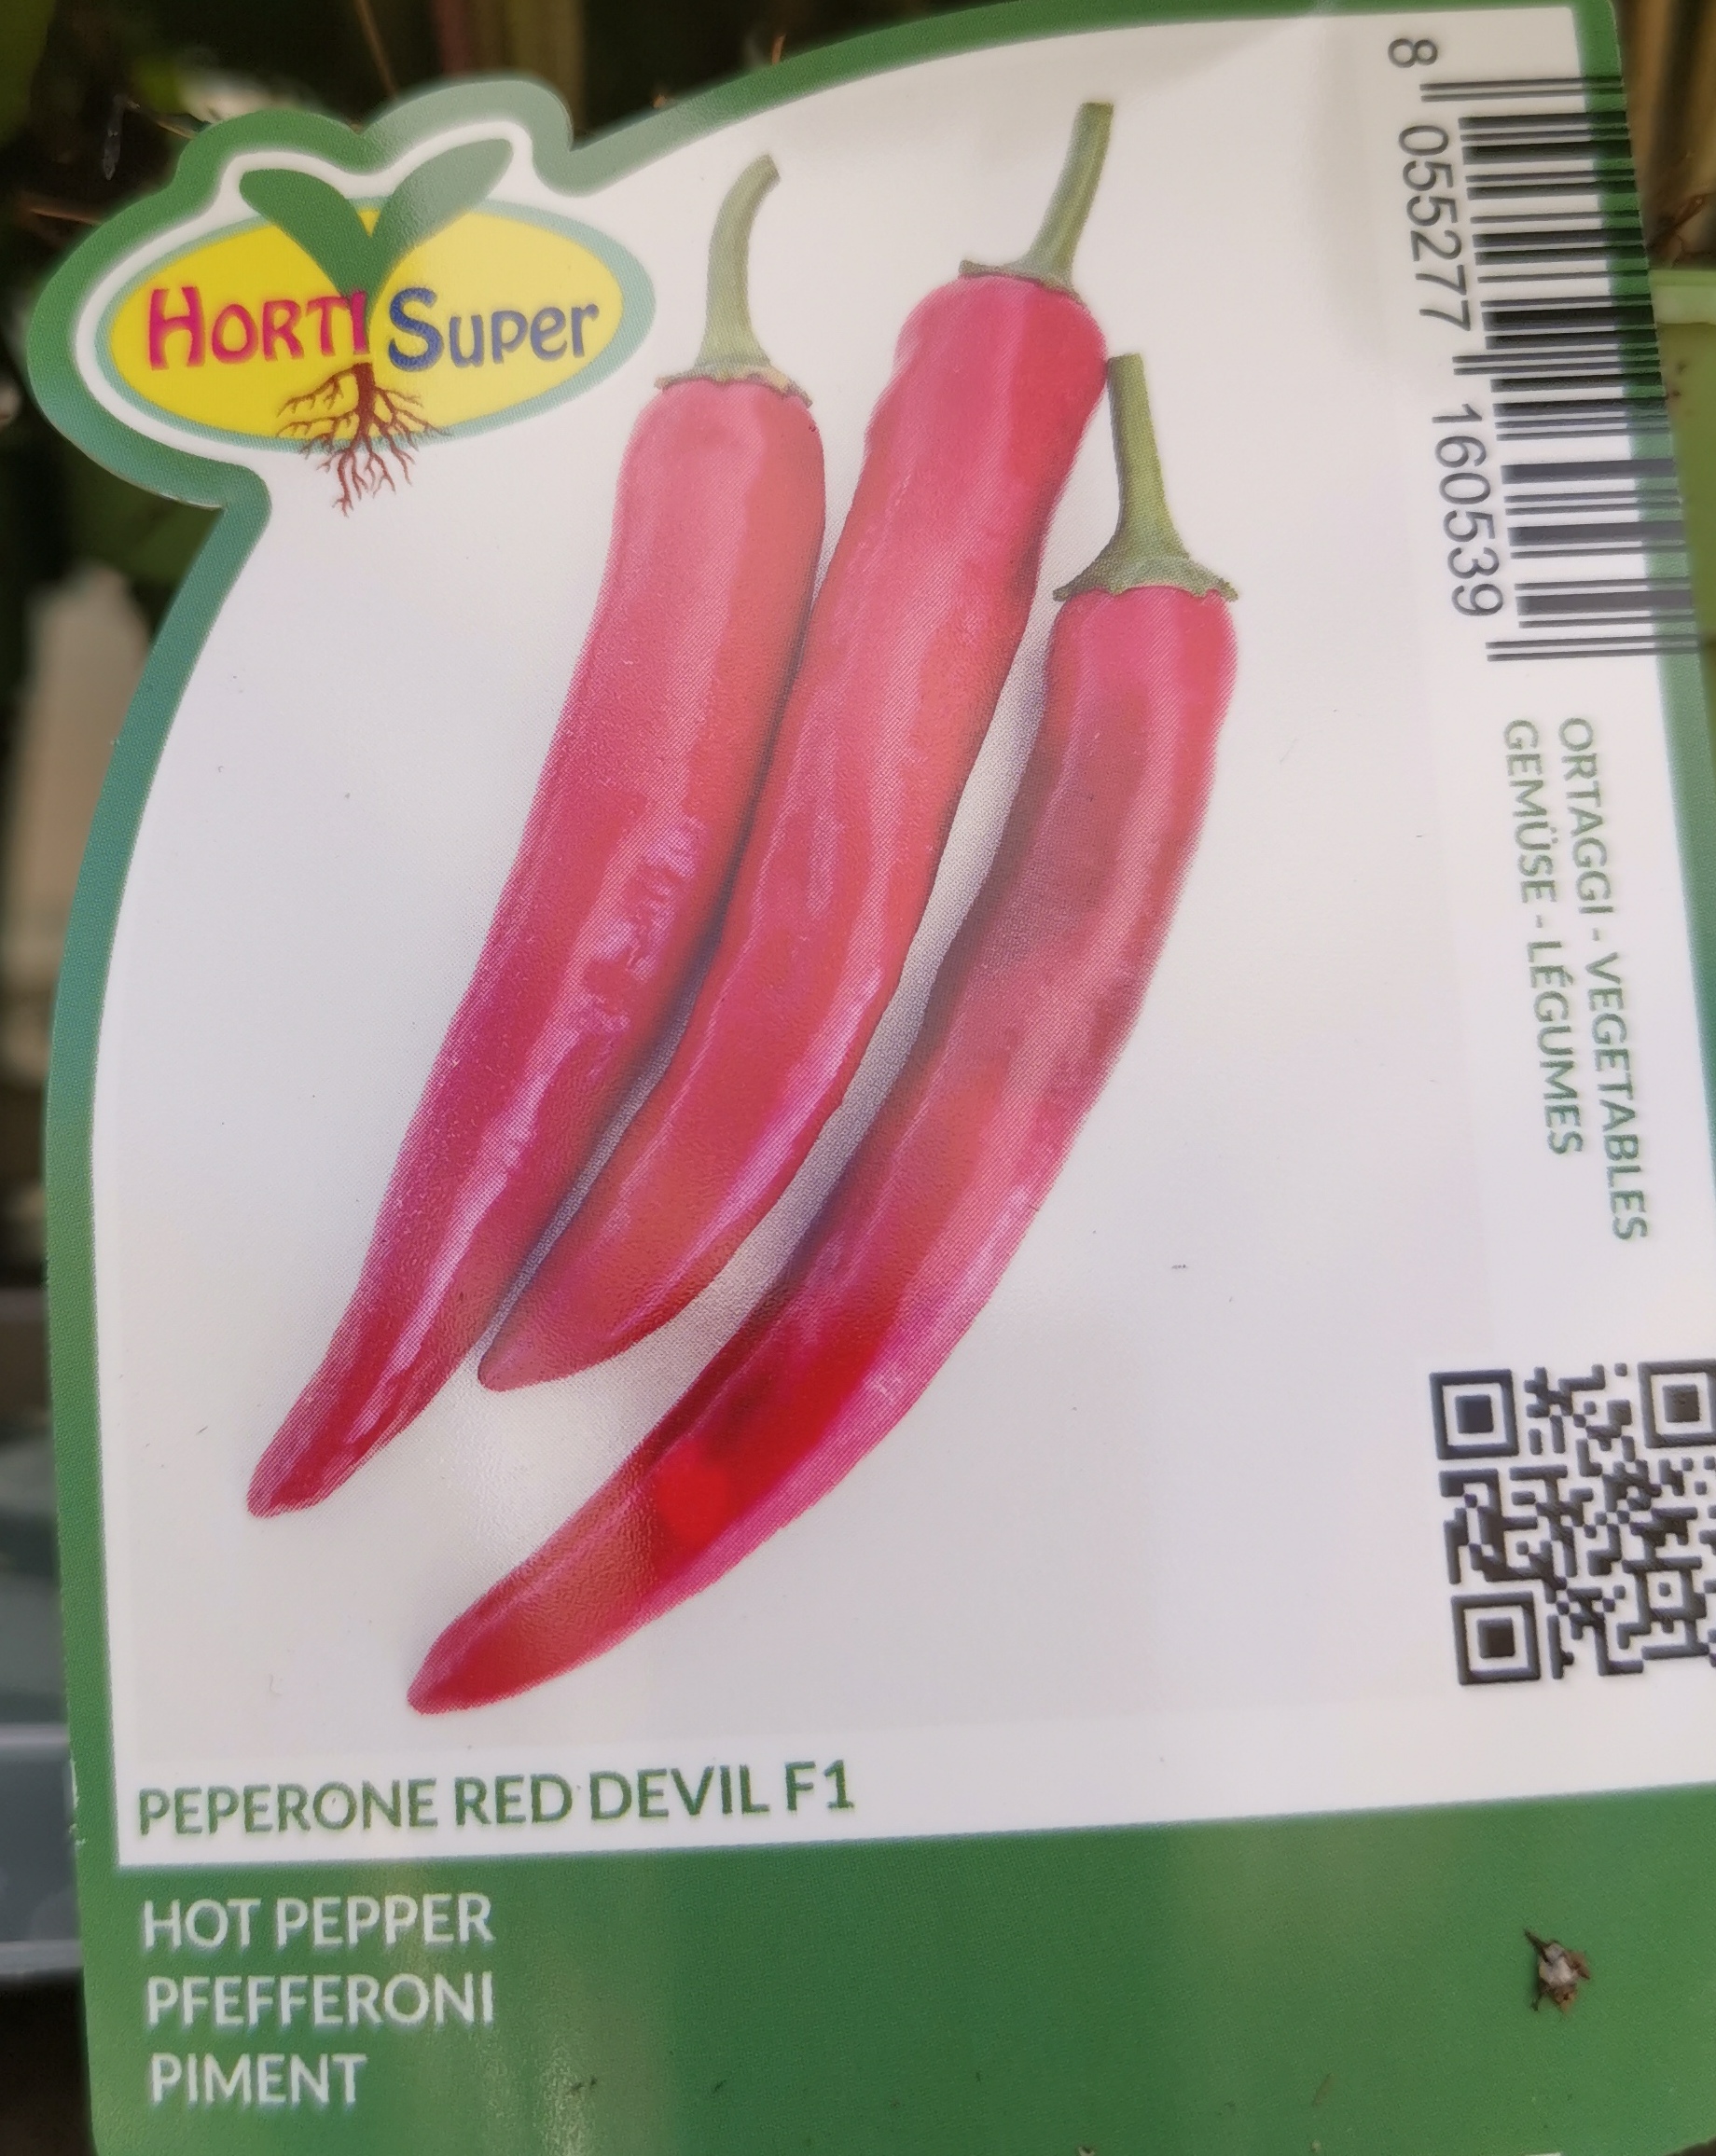 HORTI SUPER
8 055277 160539
ORTAGGI - VEGETABLES
GEMÜSE - LÉGUMES
PEPERONE RED DEVIL F1
HOT PEPPER
PFEFFERONI
PIMENT